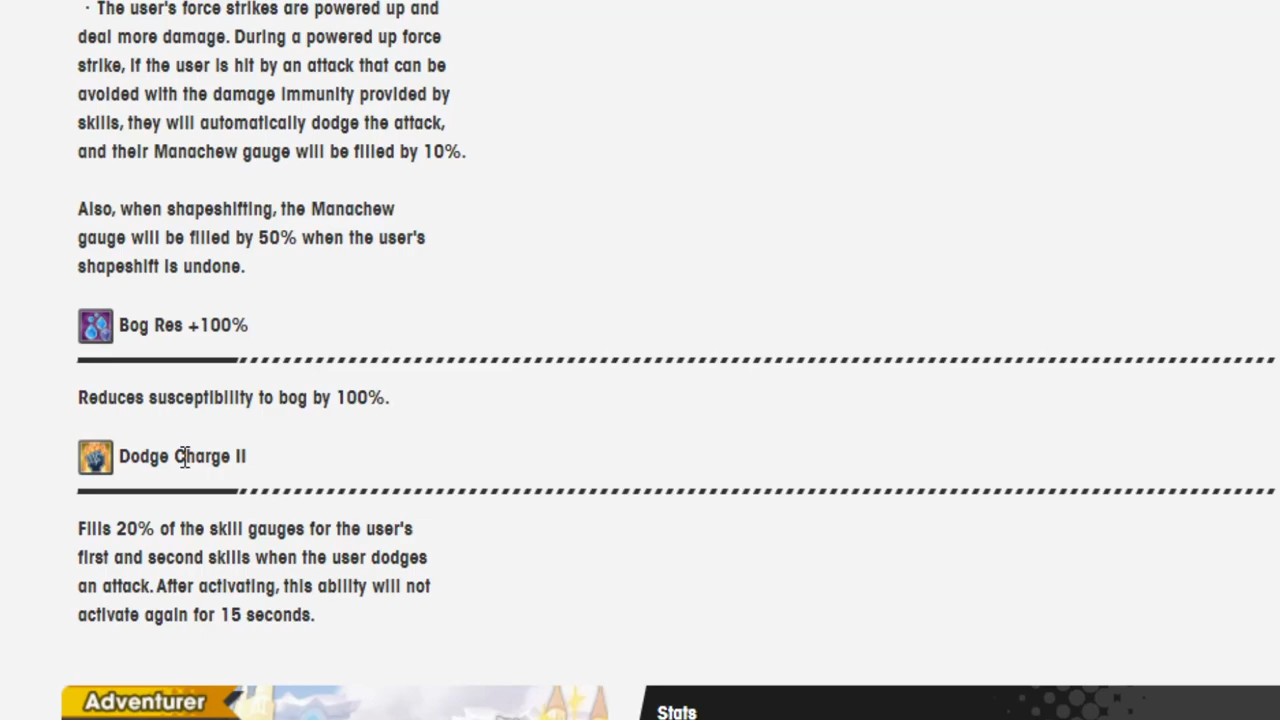 · The user's force strikes are powered up and
deal more damage. During a powered up force
strike, if the user is hit by an attack that can be
avoided with the damage immunity provided by
skills, they will automatically dodge the attack,
and their Manachew gauge will be filled by 10%.
Also, when shapeshifting, the Manachew
gauge will be filled by 50% when the user's
shapeshift is undone.
Bog Res +100%
Reduces susceptibility to bog by 100%.
Dodge Charge II
Fills 20% of the skill gauges for the user's
first and second skills when the user dodges
an attack. After activating, this ability will not
activate again for 15 seconds.
Adventurer
Stats